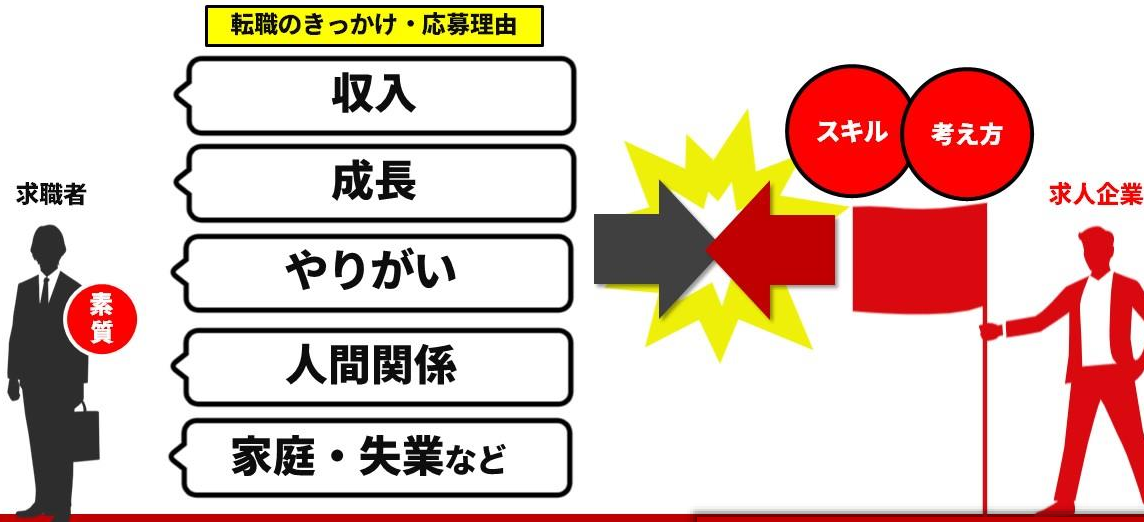 転職のきっかけ・応募理由
収入
成長
やりがい
人間関係
家庭・失業など
求職者
素
質
スキル
考え方
求人企業